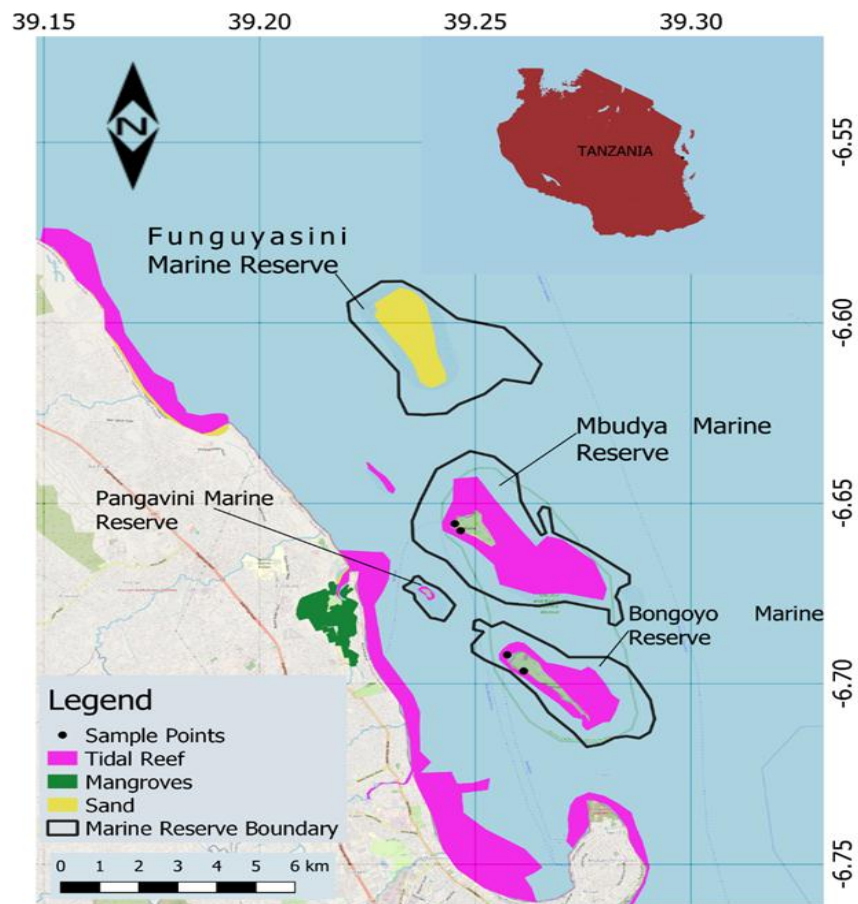 39.15 39.20 39.25 39.30
N
TANZANIA
-6.55
Funguyasini
Marine Reserve
-6.60
Mbudya Marine
Reserve
Pangavini Marine
Reserve
-6.65
Bongoyo Marine
Reserve
-6.70
Legend
Sample Points
Tidal Reef
Mangroves
Sand
Marine Reserve Boundary
0 1 2 3 4 5 6 km
-6.75